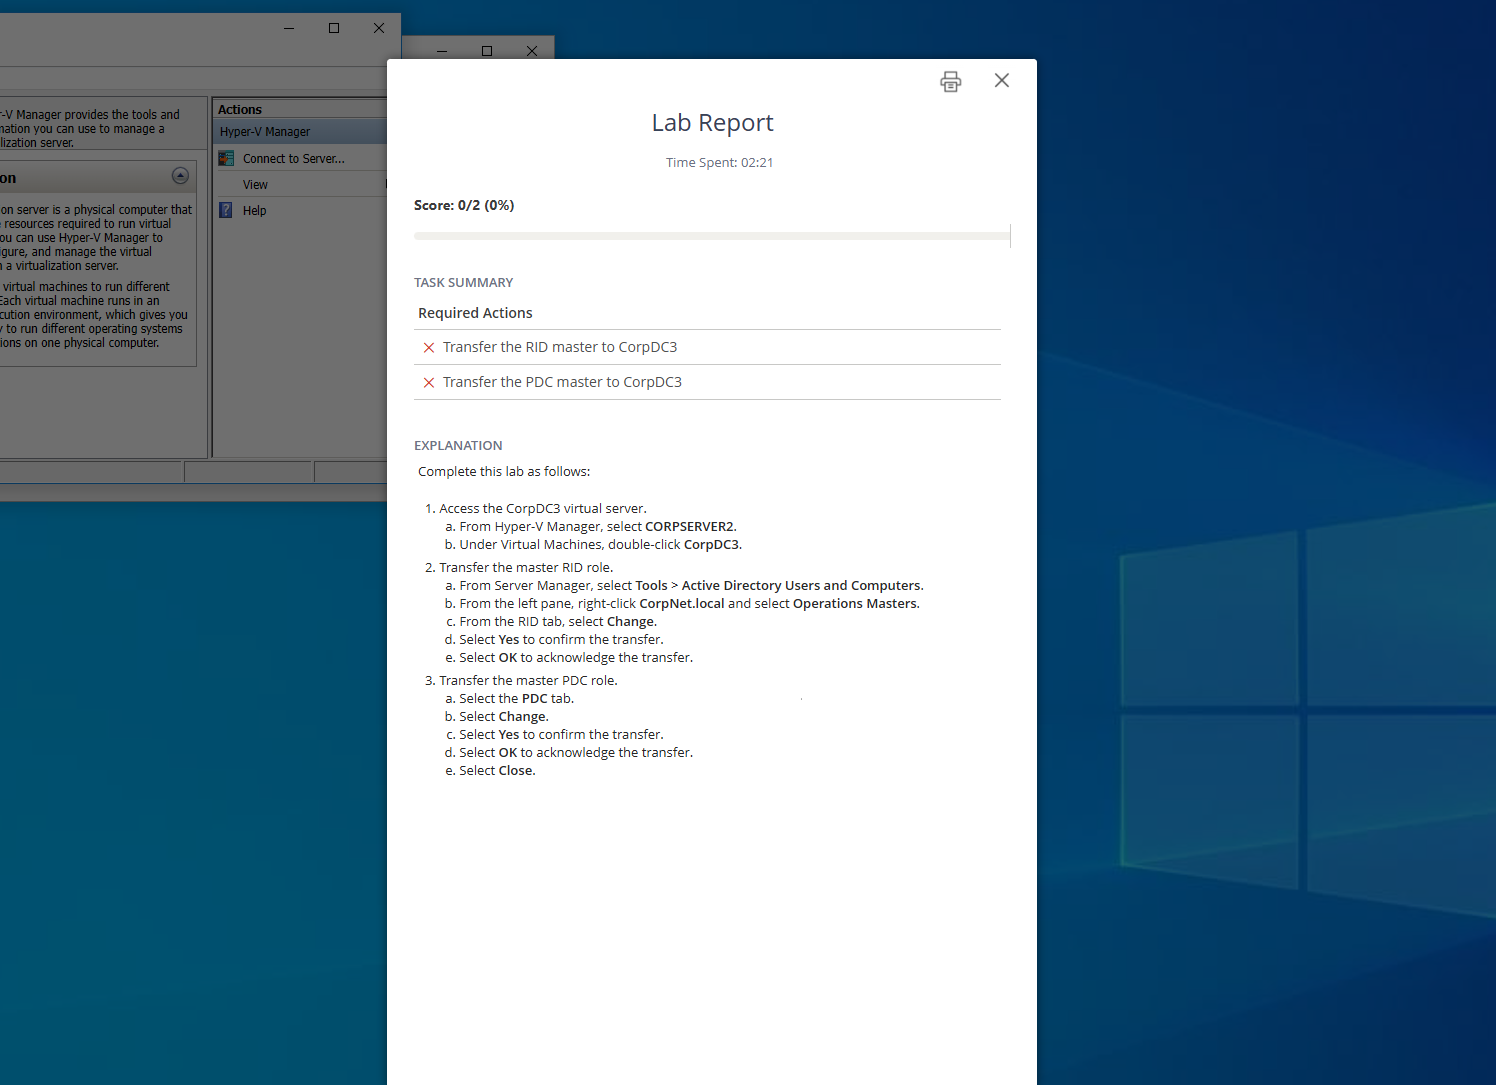 -V Manager provides the tools and
mation you can use to manage a
lization server.
on
on server is a physical computer that
resources required to run virtual
ou can use Hyper-V Manager to
igure, and manage the virtual
a virtualization server.
virtual machines to run different
Each virtual machine runs in an
cution environment, which gives you
y to run different operating systems
ions on one physical computer.
Actions
Hyper-V Manager
Connect to Server...
View
Help
Lab Report
Time Spent: 02:21
Score: 0/2 (0%)
TASK SUMMARY
Required Actions
Transfer the RID master to CorpDC3
Transfer the PDC master to CorpDC3
EXPLANATION
Complete this lab as follows:
1. Access the CorpDC3 virtual server.
a. From Hyper-V Manager, select CORPSERVER2.
b. Under Virtual Machines, double-click CorpDC3.
2. Transfer the master RID role.
a. From Server Manager, select Tools > Active Directory Users and Computers.
b. From the left pane, right-click CorpNet.local and select Operations Masters.
c. From the RID tab, select Change.
d. Select Yes to confirm the transfer.
e. Select OK to acknowledge the transfer.
3. Transfer the master PDC role.
a. Select the PDC tab.
b. Select Change.
c. Select Yes to confirm the transfer.
d. Select OK to acknowledge the transfer.
e. Select Close.